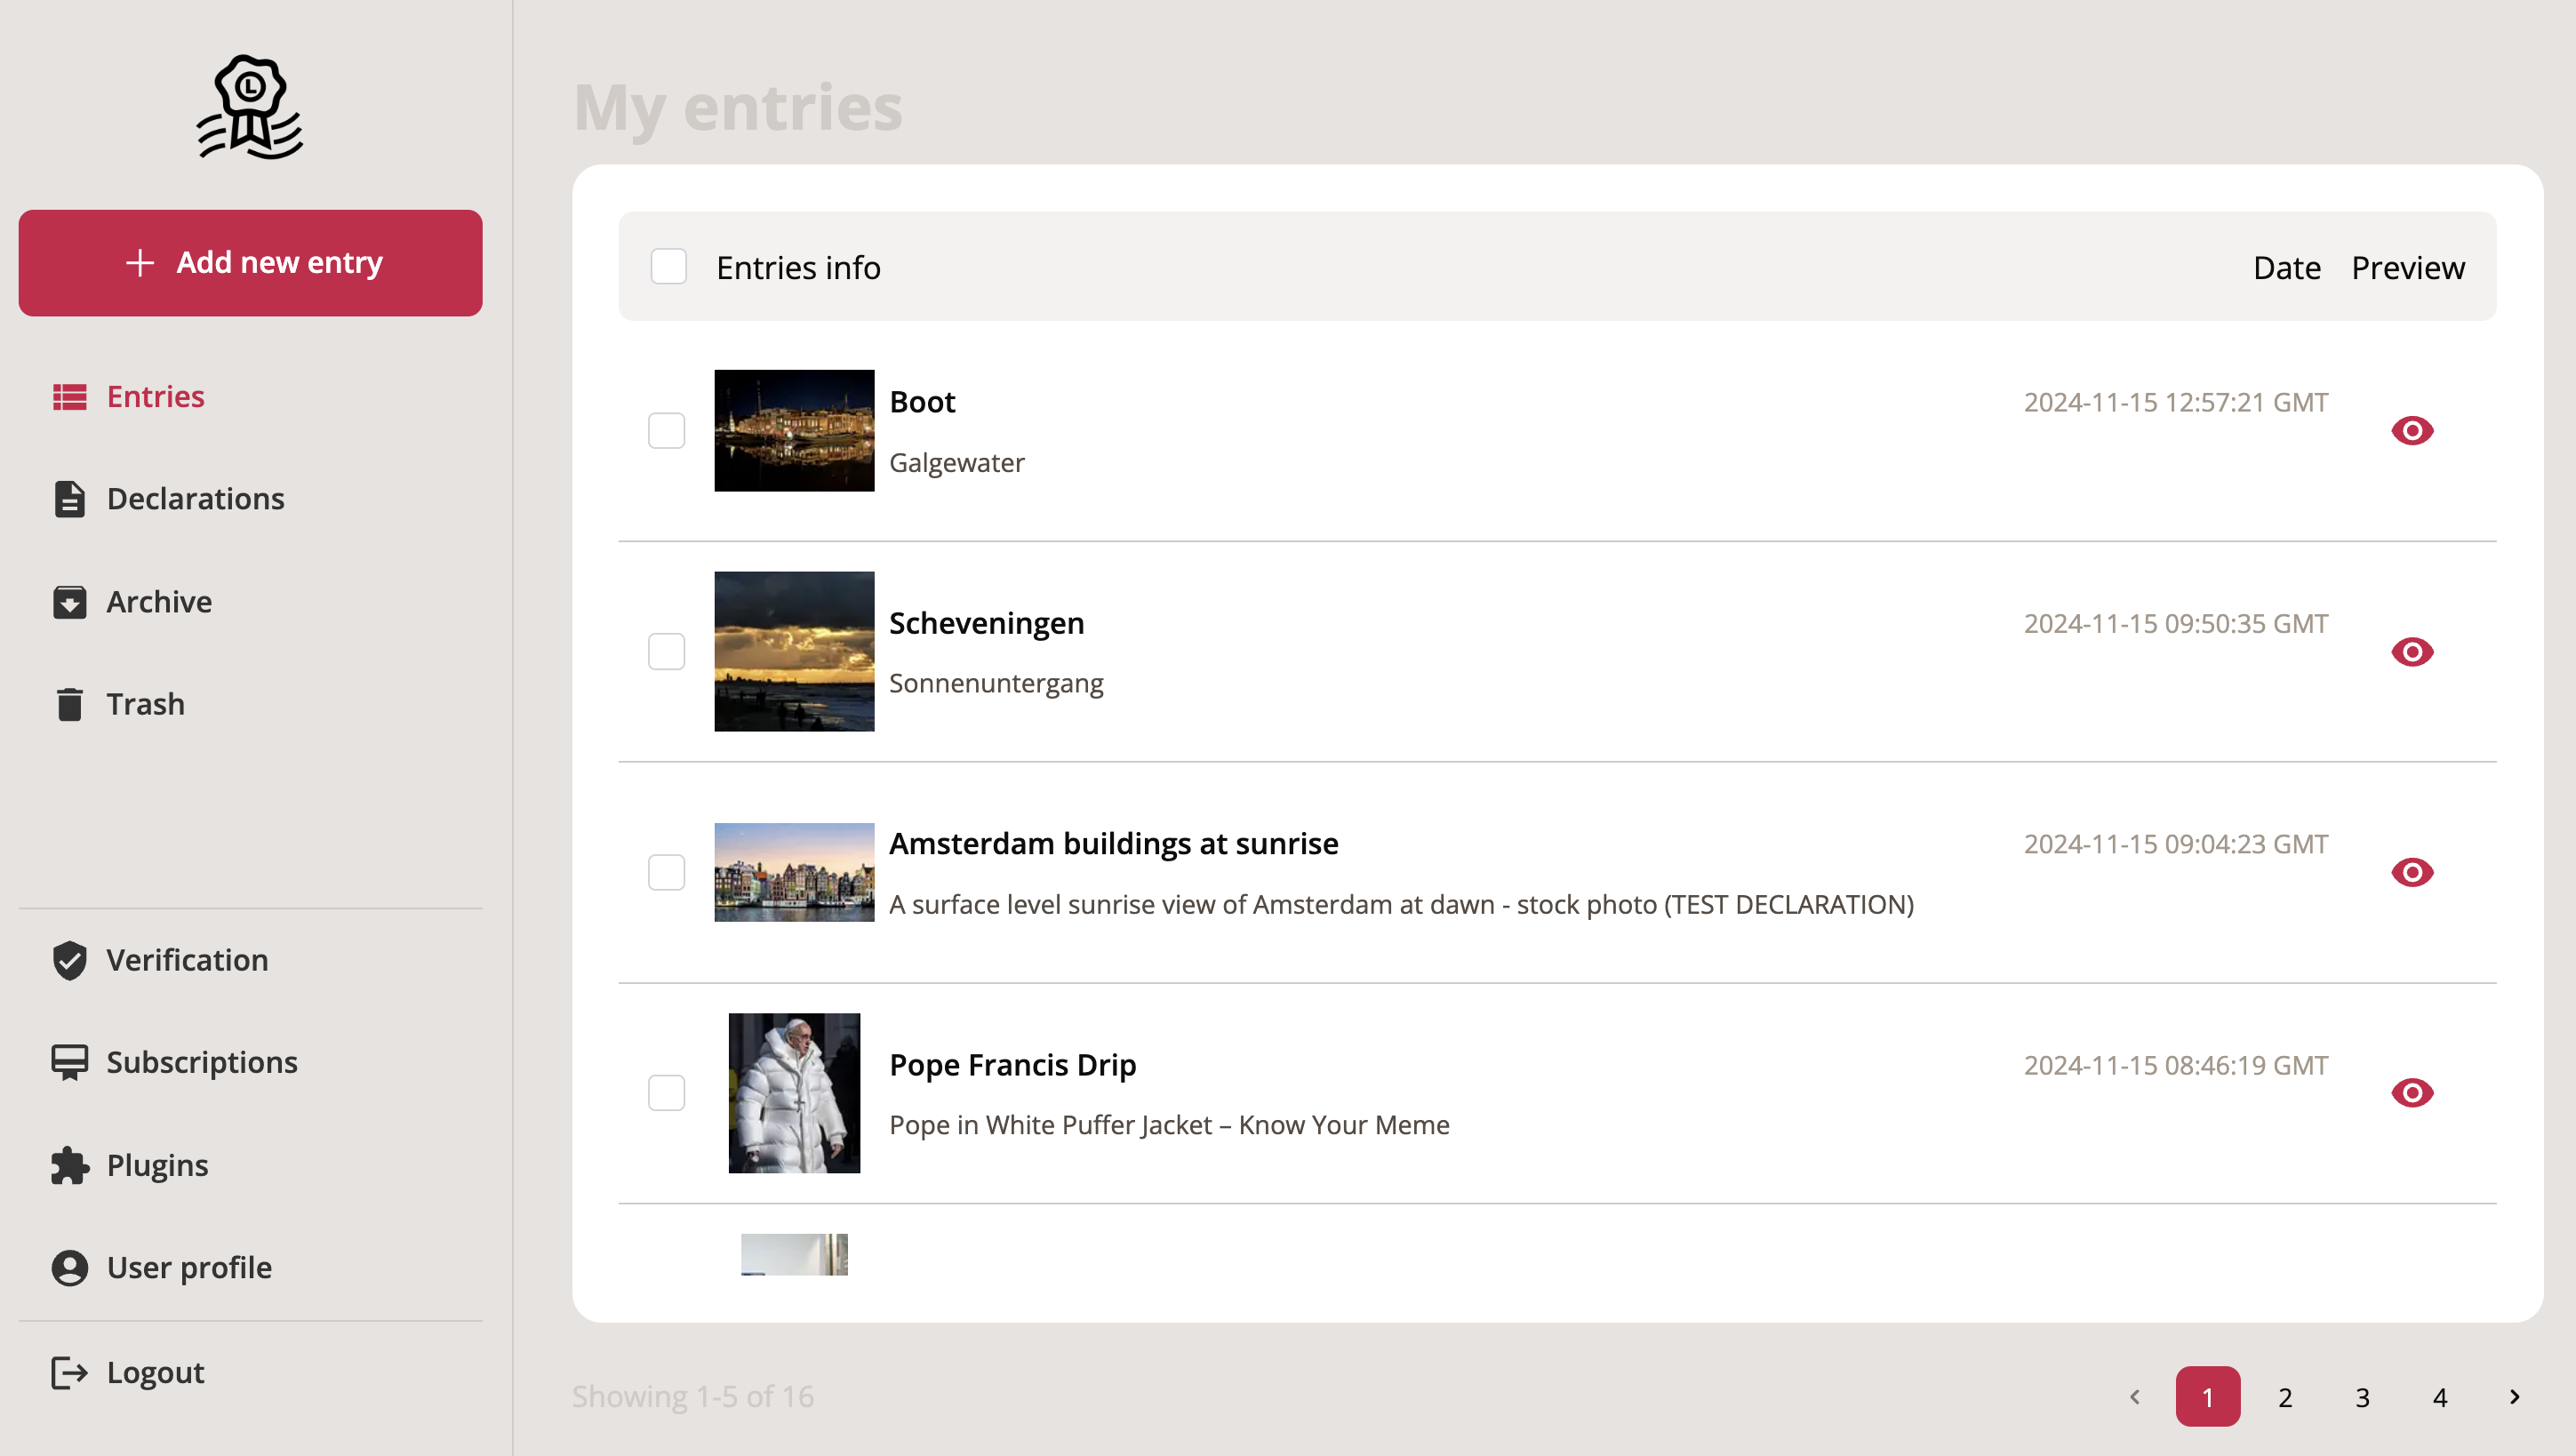 L
Add new entry
Entries
Declarations
Archive
Trash
Verification
Subscriptions
Plugins
User profile
Logout
My entries
Entries info Date Preview
Boot 2024-11-15 12:57:21 GMT
Galgewater
Scheveningen 2024-11-15 09:50:35 GMT
Sonnenuntergang
Amsterdam buildings at sunrise 2024-11-15 09:04:23 GMT
A surface level sunrise view of Amsterdam at dawn - stock photo (TEST DECLARATION)
Pope Francis Drip 2024-11-15 08:46:19 GMT
Pope in White Puffer Jacket – Know Your Meme
Showing 1-5 of 16 1 2 3 4